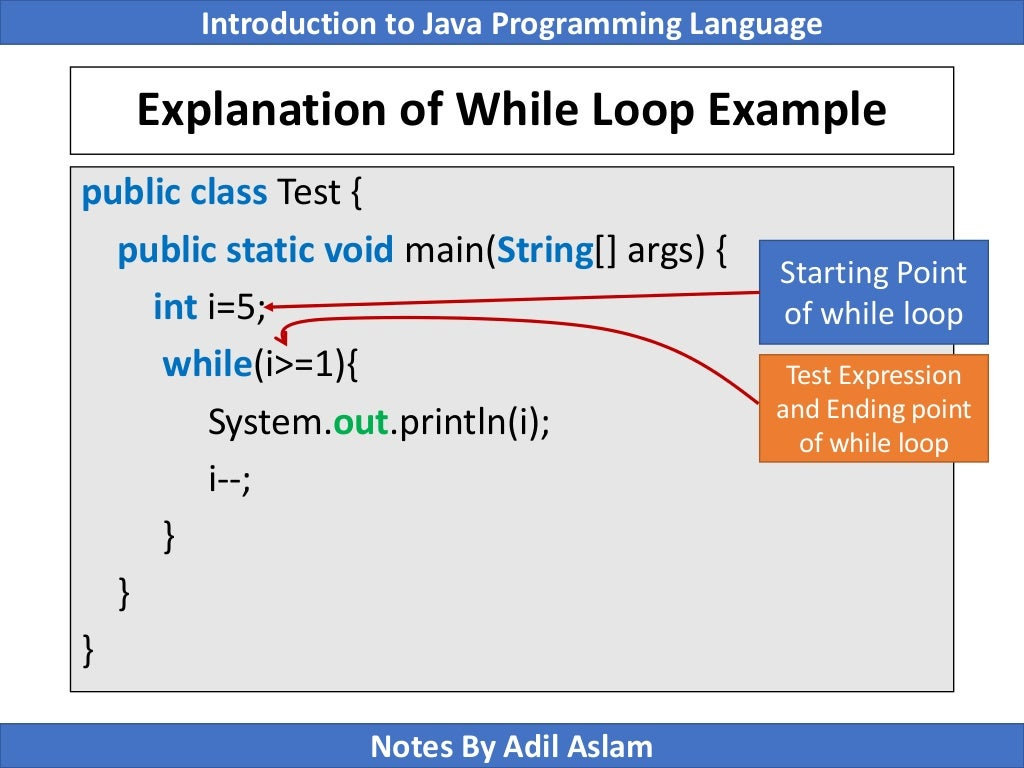 Introduction to Java Programming Language
Explanation of While Loop Example
public class Test {
public static void main(String[] args) {
int i=5;
while(i>=1){
System.out.println(i);
i--;
}
}
}
Starting Point
of while loop
Test Expression
and Ending point
of while loop
Notes By Adil Aslam